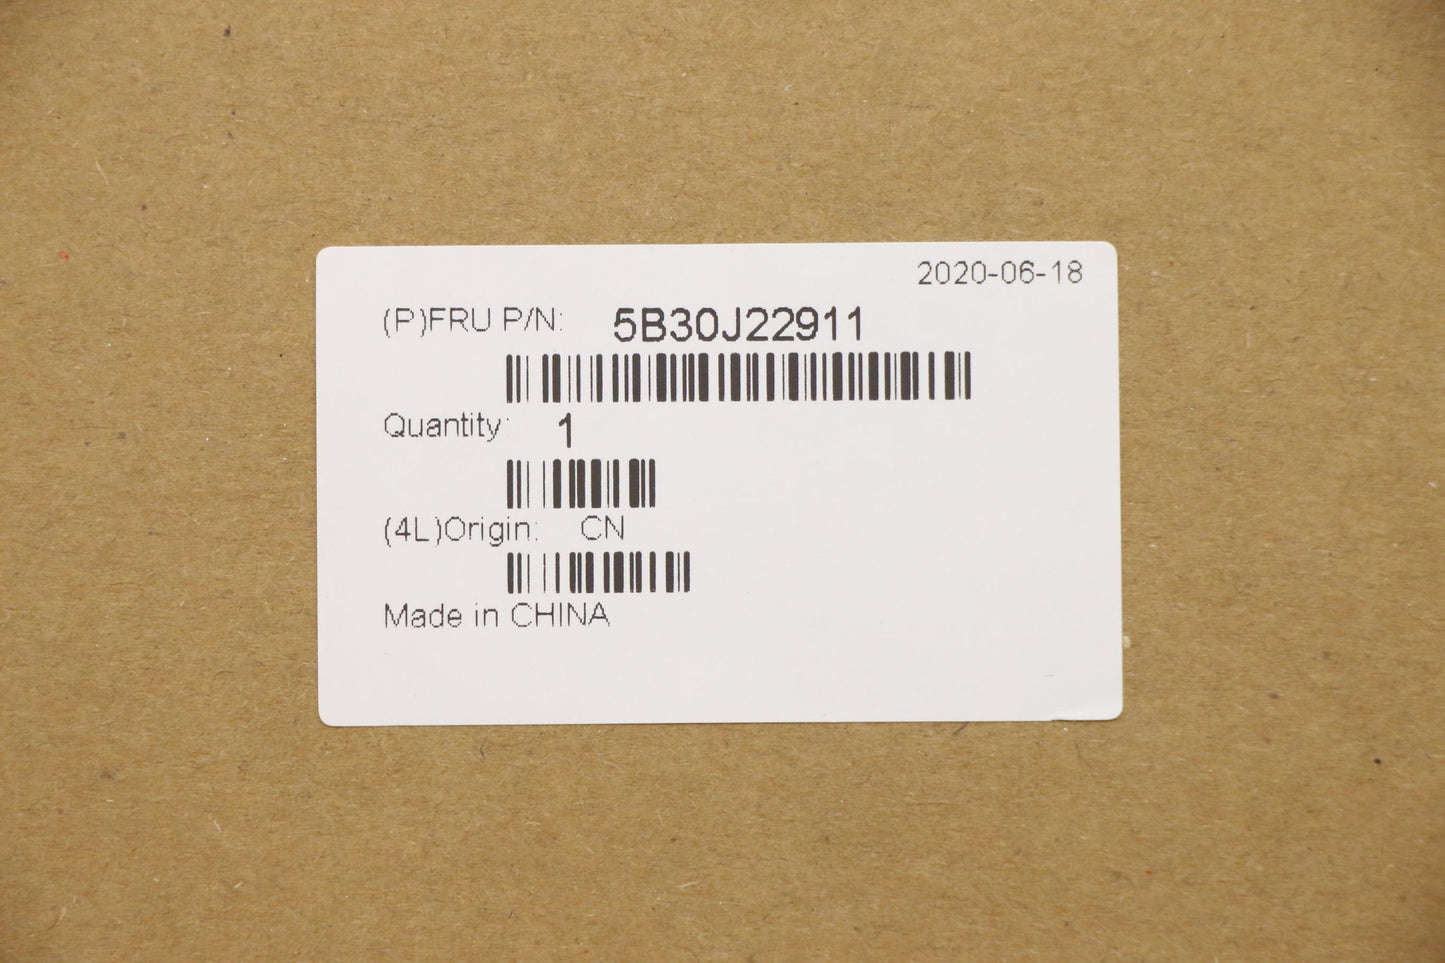 2020-06-18
(P)FRU P/N: 5B30J22911
Quantity: 1
(4L)Origin: CN
Made in CHINA